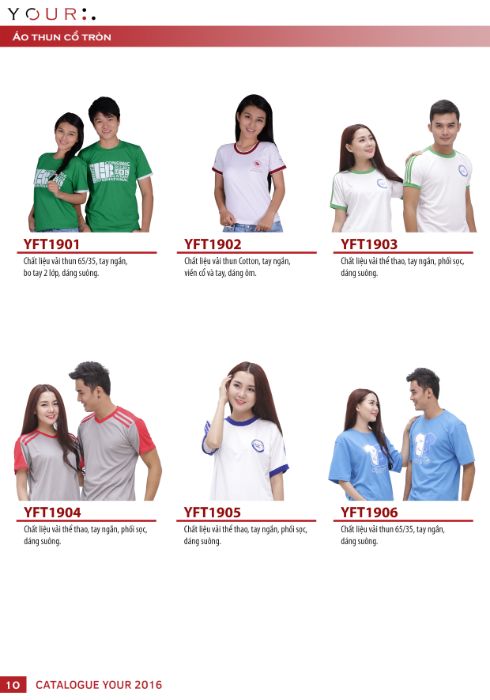 YOUR
ÁO THUN CỔ TRÒN
YFT1901
Chất liệu vải thun 65/35, tay ngắn,
bo tay 2 lớp, dáng suông.
YFT1902
Chất liệu vải thun Cotton, tay ngắn,
viền cổ và tay, dáng ôm.
YFT1903
Chất liệu vải thể thao, tay ngắn, phối sọc,
dáng suông.
YFT1904
Chất liệu vải thể thao, tay ngắn, phối sọc,
dáng suông.
YFT1905
Chất liệu vải thể thao, tay ngắn, phối sọc,
dáng suông.
YFT1906
Chất liệu vải thun 65/35, tay ngắn,
dáng suông.
10 CATALOGUE YOUR 2016